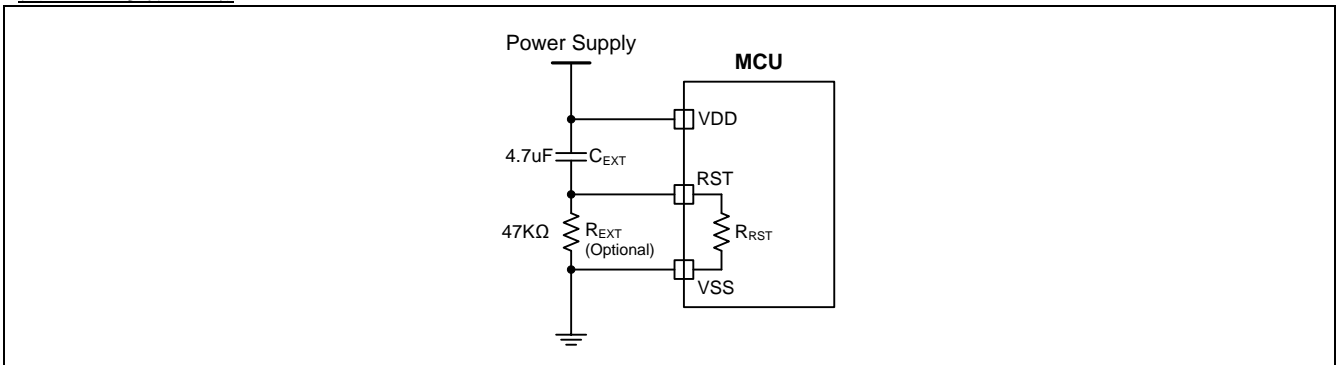 Power Supply
MCU
VDD
4.7uF
CEXT
RST
47KΩ
REXT
(Optional)
RRST
VSS